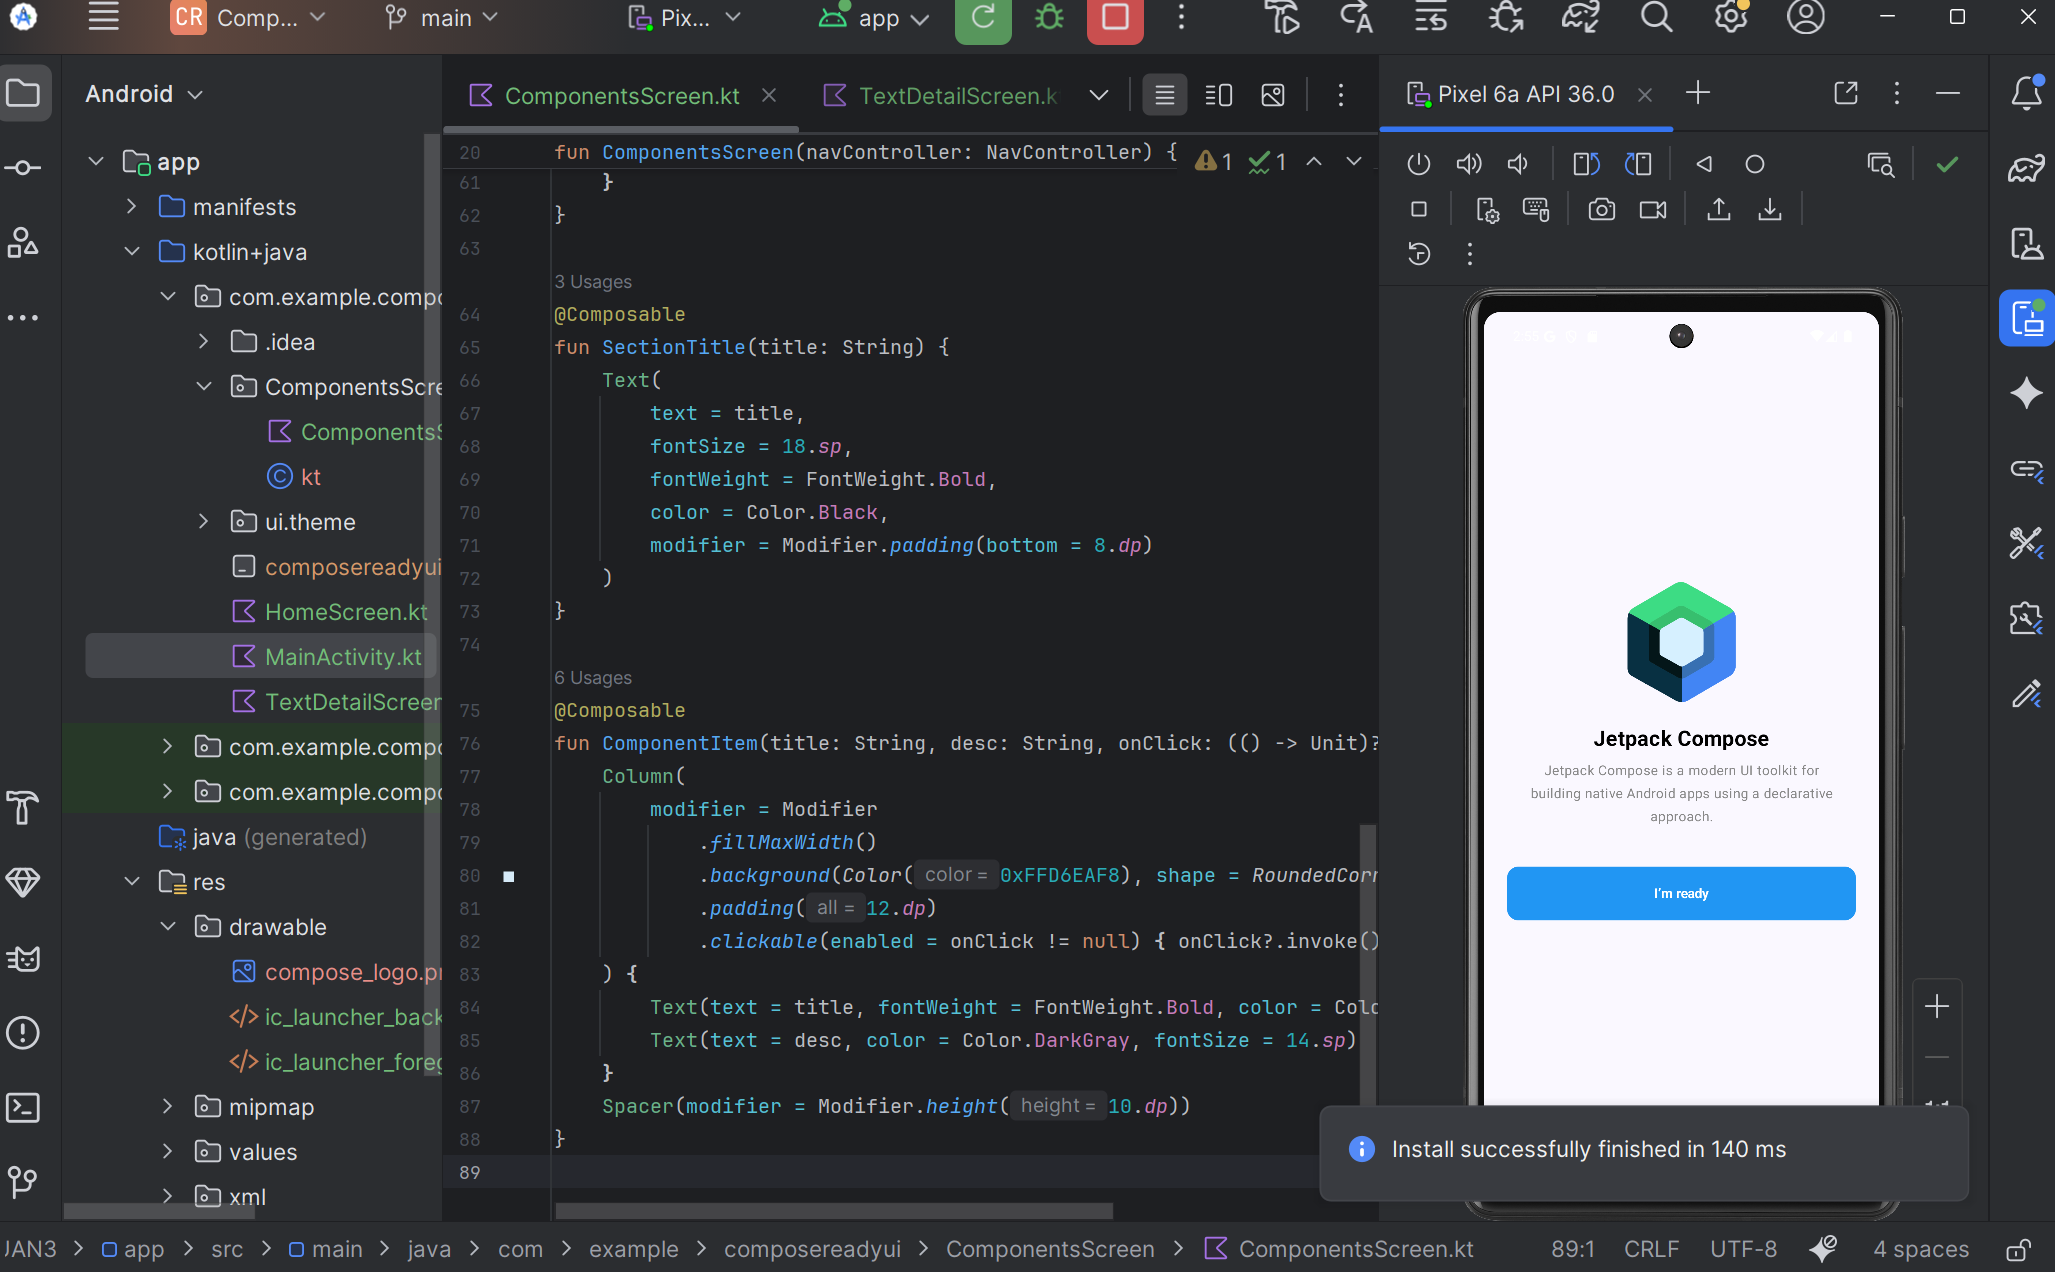 CR Comp... main Pix... app
Android
app
manifests
kotlin+java
com.example.comp
.idea
ComponentsScre
Components
kt
ui.theme
composereadyui
HomeScreen.kt
MainActivity.kt
TextDetailScreen
com.example.comp
com.example.comp
java (generated)
res
drawable
compose_logo.p
ic_launcher_back
ic_launcher_foreg
mipmap
values
xml
ComponentsScreen.kt TextDetailScreen.k
20 fun ComponentsScreen(navController: NavController) { 1 1
61 }
62 }
63
3 Usages
64 @Composable
65 fun SectionTitle(title: String) {
66 Text(
67 text = title,
68 fontSize = 18.sp,
69 fontWeight = FontWeight.Bold,
70 color = Color.Black,
71 modifier = Modifier.padding(bottom = 8.dp)
72 )
73 }
74
6 Usages
75 @Composable
76 fun ComponentItem(title: String, desc: String, onClick: (() -> Unit)?
77 Column(
78 modifier = Modifier
79 .fillMaxWidth()
80 .background(Color( color = 0xFFD6EAF8), shape = RoundedCorn
81 .padding( all = 12.dp)
82 .clickable(enabled = onClick != null) { onClick?.invoke()
83 ) {
84 Text(text = title, fontWeight = FontWeight.Bold, color = Colo
85 Text(text = desc, color = Color.DarkGray, fontSize = 14.sp)
86 }
87 Spacer(modifier = Modifier.height( height = 10.dp))
88 }
89
Pixel 6a API 36.0
Jetpack Compose
Jetpack Compose is a modern UI toolkit for
building native Android apps using a declarative
approach.
I'm ready
Install successfully finished in 140 ms
JAN3 > app > src > main > java > com > example > composereadyui > ComponentsScreen > ComponentsScreen.kt 89:1 CRLF UTF-8 4 spaces